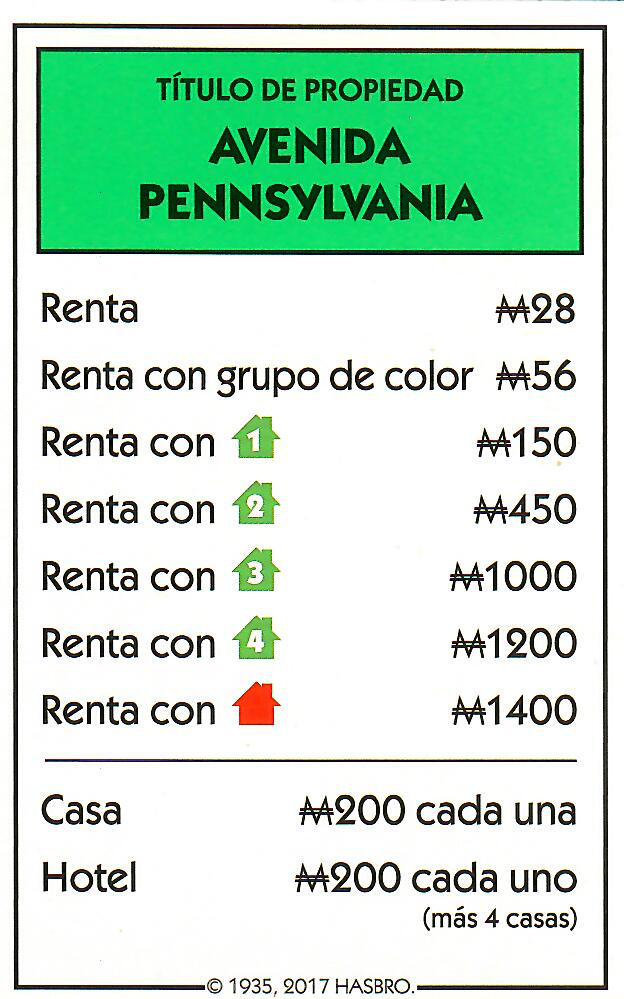 TÍTULO DE PROPIEDAD
AVENIDA
PENNSYLVANIA
Renta ₩28
Renta con grupo de color ₩56
Renta con 1 ₩150
Renta con 2 ₩450
Renta con 3 ₩1000
Renta con 4 ₩1200
Renta con ₩1400
Casa ₩200 cada una
Hotel ₩200 cada uno
(más 4 casas)
© 1935, 2017 HASBRO.